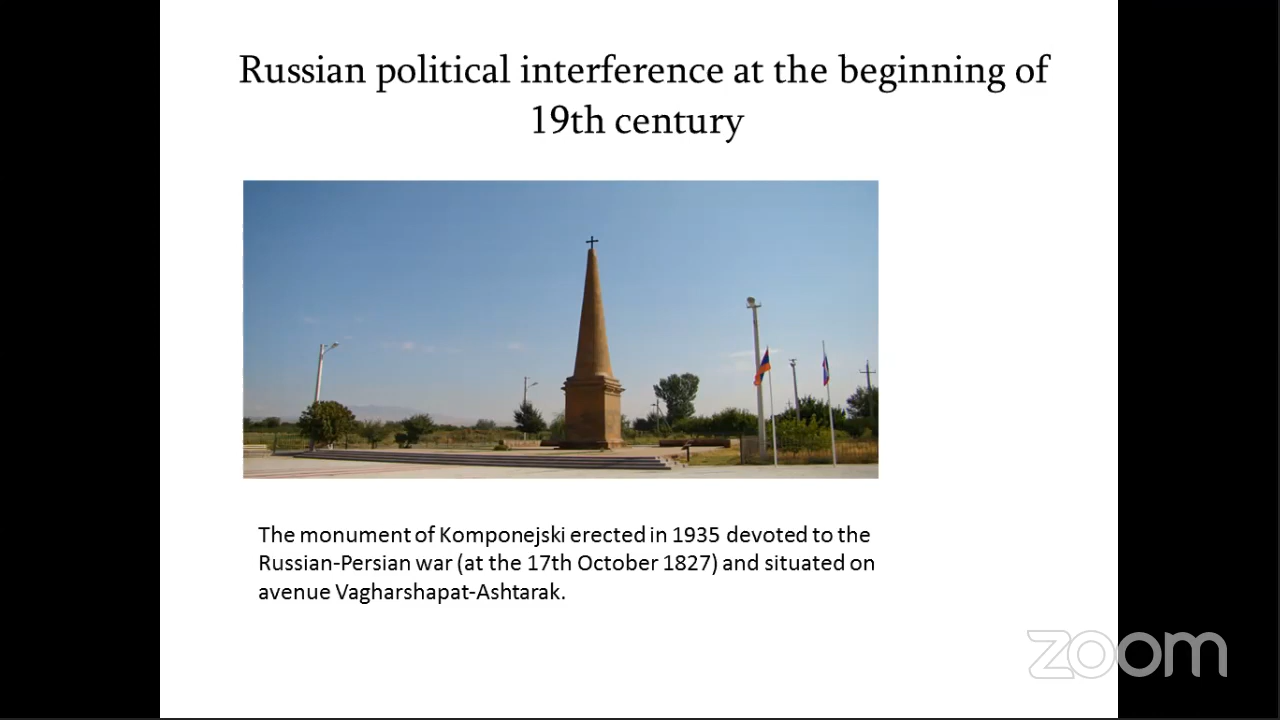 Russian political interference at the beginning of
19th century
The monument of Komponejski erected in 1935 devoted to the
Russian-Persian war (at the 17th October 1827) and situated on
avenue Vagharshapat-Ashtarak.
zoom